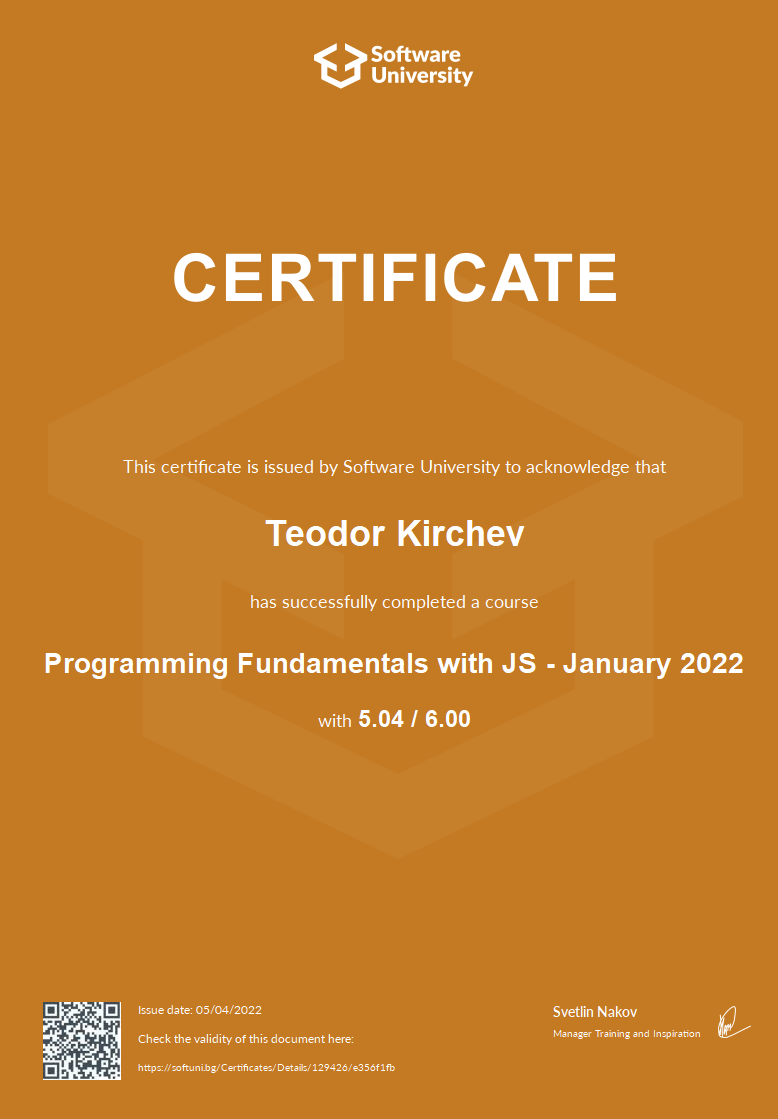 Software
University
CERTIFICATE
This certificate is issued by Software University to acknowledge that
Teodor Kirchev
has successfully completed a course
Programming Fundamentals with JS - January 2022
with 5.04 / 6.00
Issue date: 05/04/2022
Check the validity of this document here:
https://softuni.bg/Certificates/Details/129426/e356f1fb
Svetlin Nakov
Manager Training and Inspiration